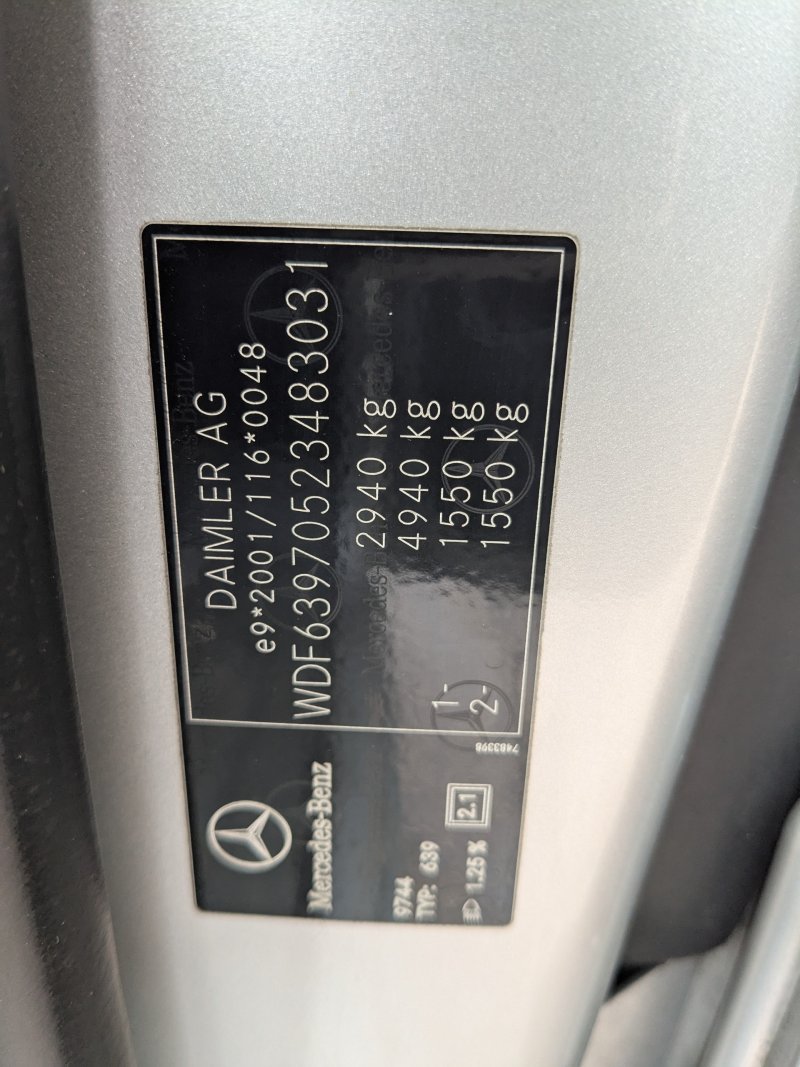 DAIMLER AG
e9*2001/116*0048
WDF63970523483031
2940 kg
4940 kg
1- 1550 kg
2- 1550 kg
Mercedes-Benz
9744
TYP: 639
1.25 %
2.1
7483398